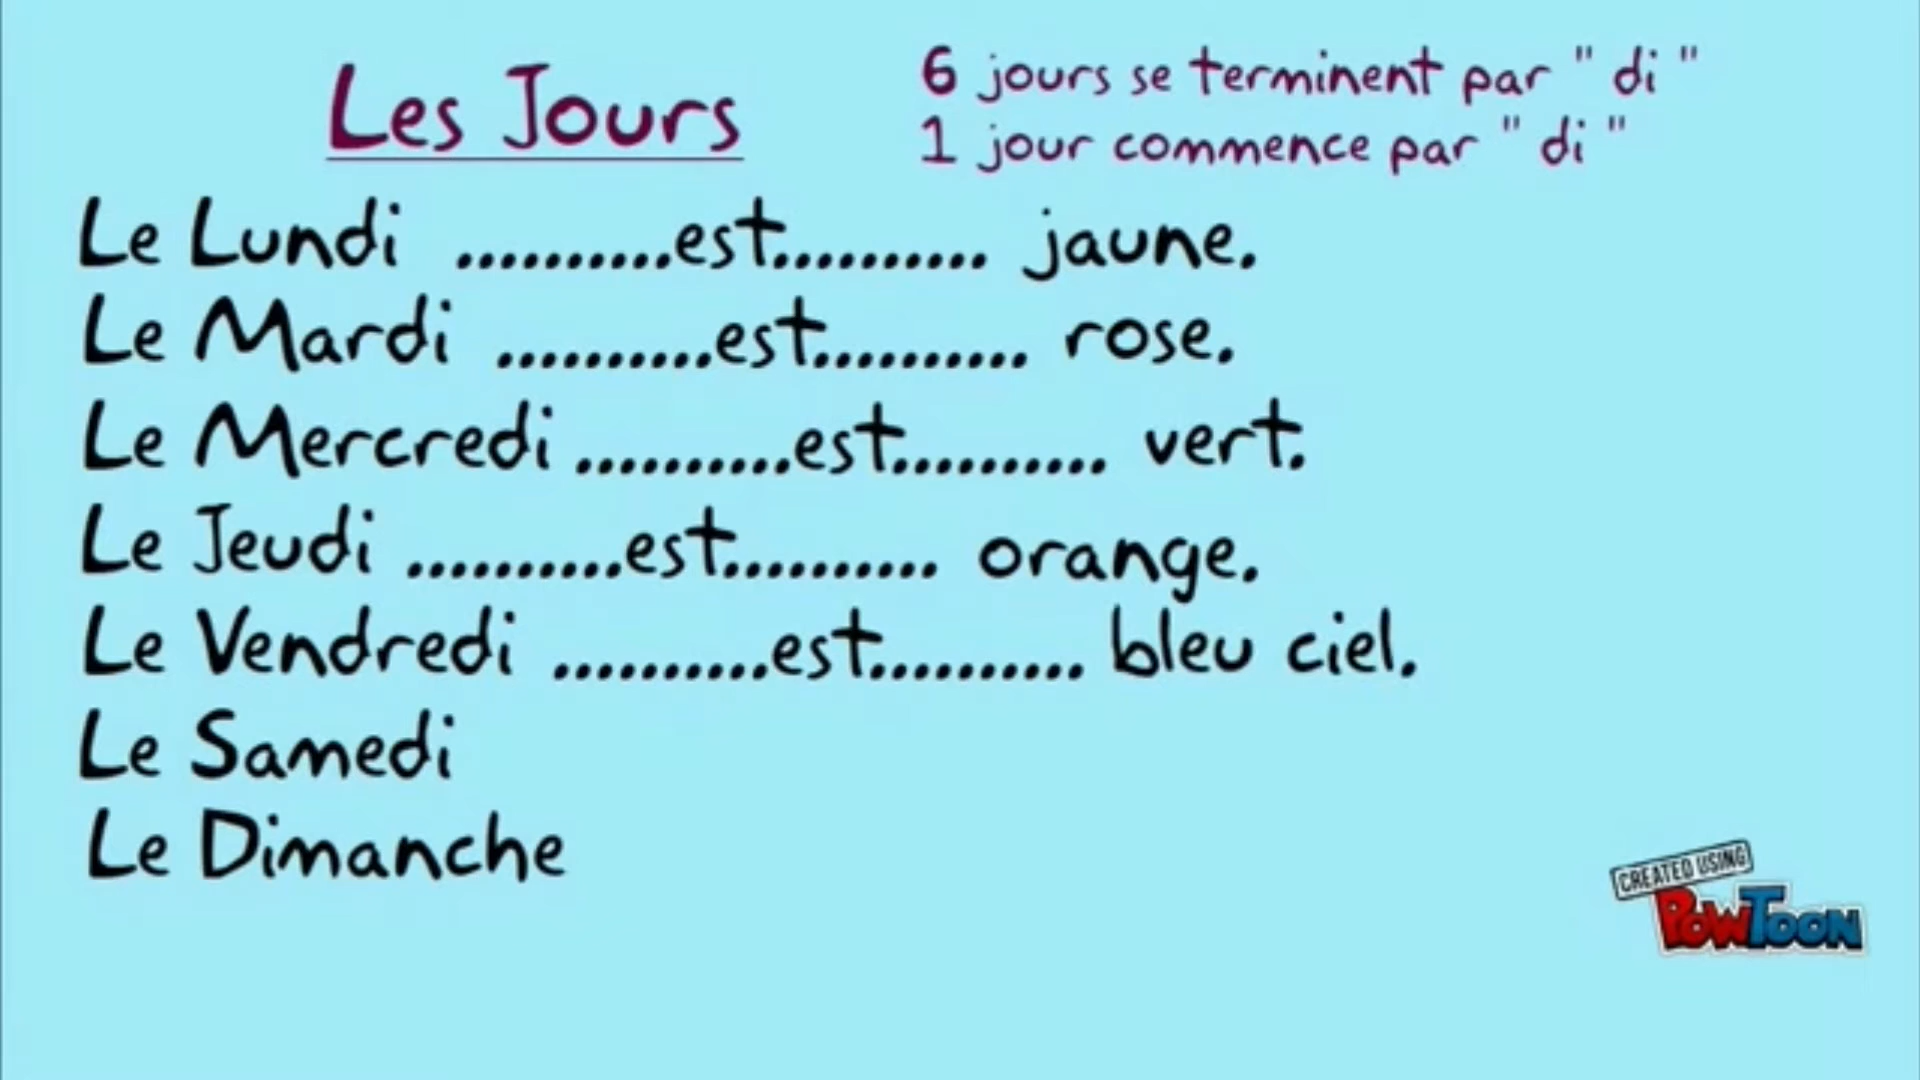 Les Jours
6 jours se terminent par " di "
1 jour commence par " di "
Le Lundi ..........est.......... jaune.
Le Mardi ..........est.......... rose.
Le Mercredi ..........est.......... vert.
Le Jeudi ..........est.......... orange.
Le Vendredi ..........est.......... bleu ciel.
Le Samedi
Le Dimanche
CREATED USING
POWTOON